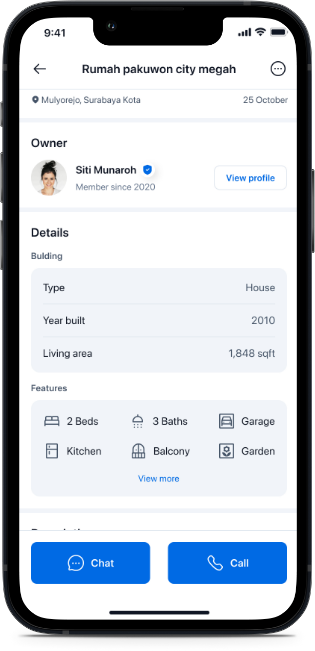 9:41
Rumah pakuwon city megah
Mulyorejo, Surabaya Kota 25 October
Owner
Siti Munaroh
Member since 2020
View profile
Details
Bulding
Type House
Year built 2010
Living area 1,848 sqft
Features
2 Beds 3 Baths Garage
Kitchen Balcony Garden
View more
Chat Call